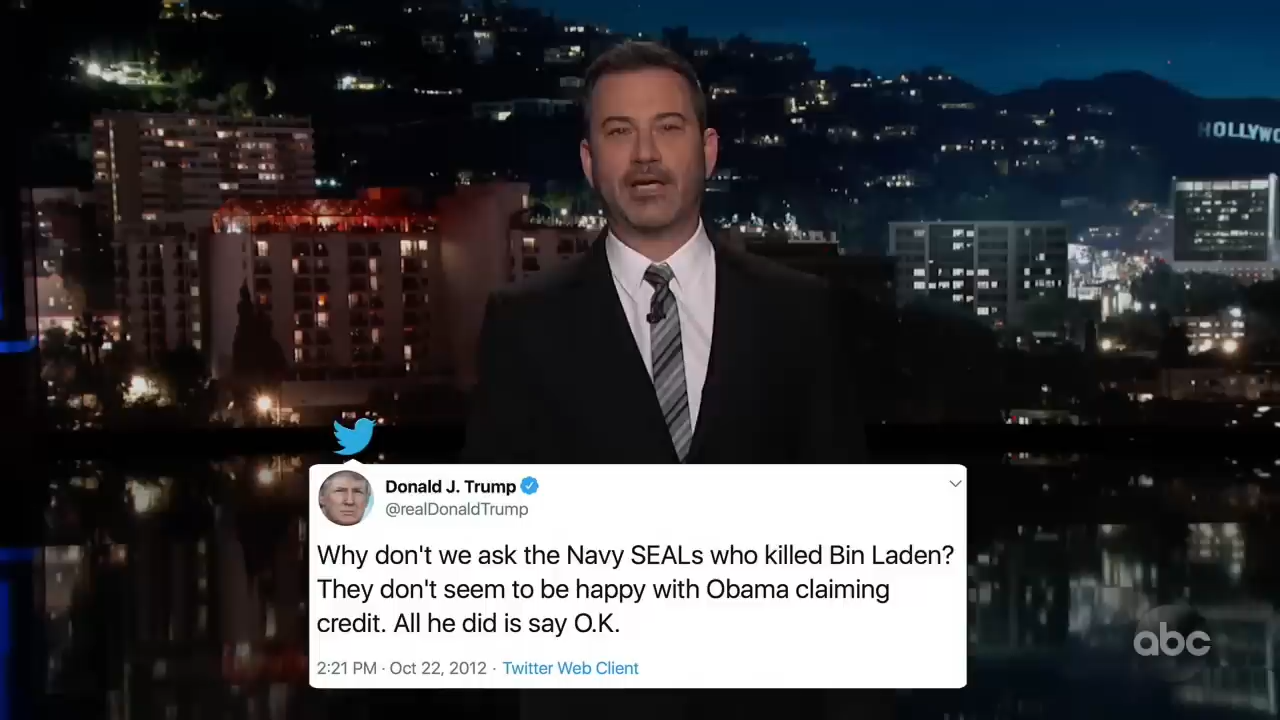 HOLLYWO
Donald J. Trump
@realDonaldTrump
Why don't we ask the Navy SEALs who killed Bin Laden?
They don't seem to be happy with Obama claiming
credit. All he did is say O.K.
2:21 PM · Oct 22, 2012 · Twitter Web Client
abc